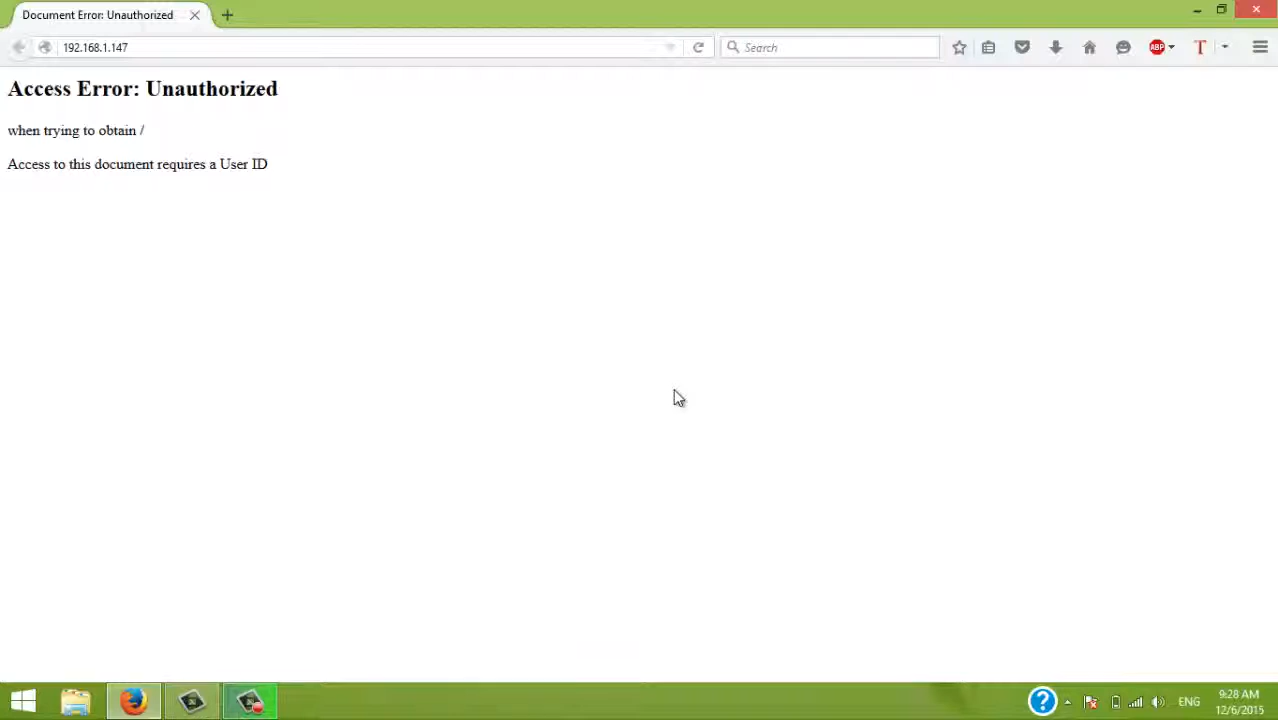 Document Error: Unauthorized
192.168.1.147
Search
ABP
T
Access Error: Unauthorized
when trying to obtain /
Access to this document requires a User ID
?
ENG
9:28 AM
12/6/2015